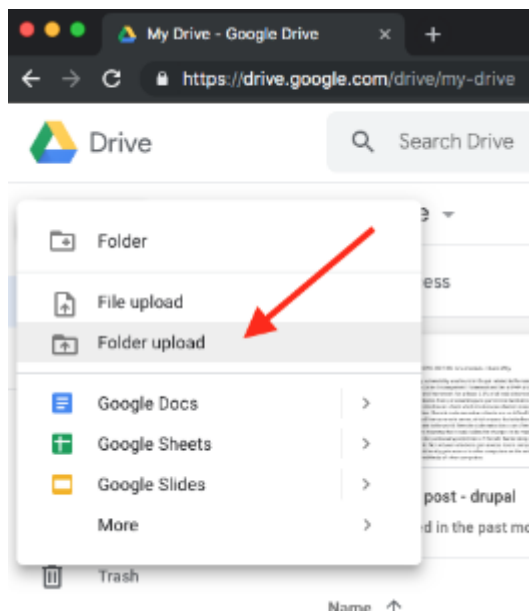 My Drive - Google Drive
https://drive.google.com/drive/my-drive
Drive
Search Drive
Folder
ess
File upload
Folder upload
Google Docs
Google Sheets
Google Slides
post - drupal
More
d in the past mo
Trash
Name